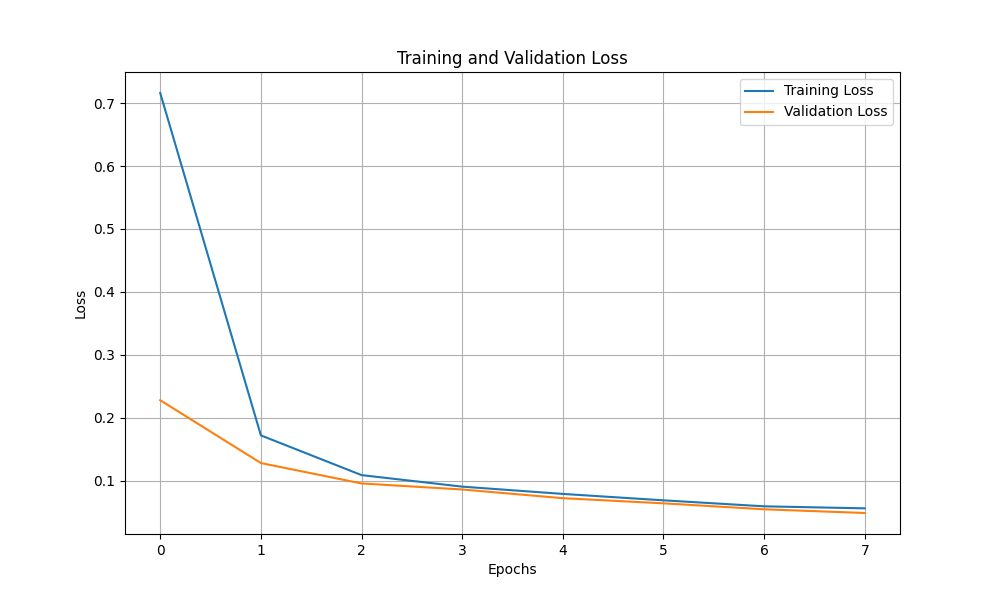 Training and Validation Loss
Training Loss
Validation Loss
0.7
0.6
0.5
0.4
0.3
0.2
0.1
Loss
0 1 2 3 4 5 6 7
Epochs